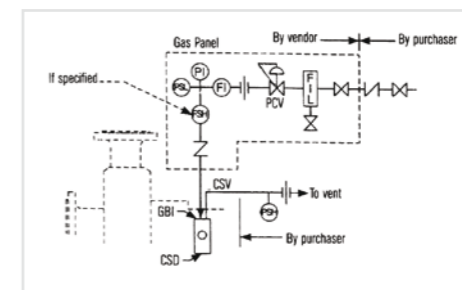 By vendor
By purchaser
Gas Panel
If specified
PI
PSL
FI
PCV
FIL
FSH
CSV
To vent
GBI
PSH
By purchaser
CSD